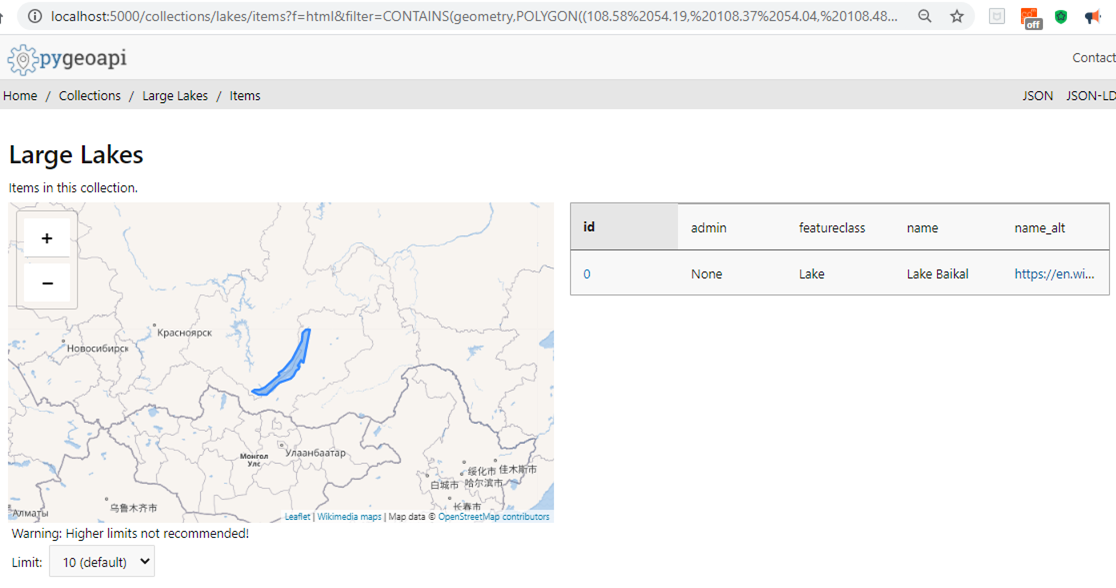 localhost:5000/collections/lakes/items?f=html&filter=CONTAINS(geometry,POLYGON((108.58%2054.19,%20108.37%2054.04,%20108.48...
off
pygeoapi
Contact
Home / Collections / Large Lakes / Items
JSON JSON-LD
Large Lakes
Items in this collection.
+
−
Красноярск
Новосибирск
Монгол
Улс
Улаанбаатар
绥化市 佳木斯市
白城市 哈尔滨市
Алматы
乌鲁木齐市
长春市
Leaflet | Wikimedia maps | Map data © OpenStreetMap contributors
id admin featureclass name name_alt
0 None Lake Lake Baikal https://en.wi...
Warning: Higher limits not recommended!
Limit: 10 (default)